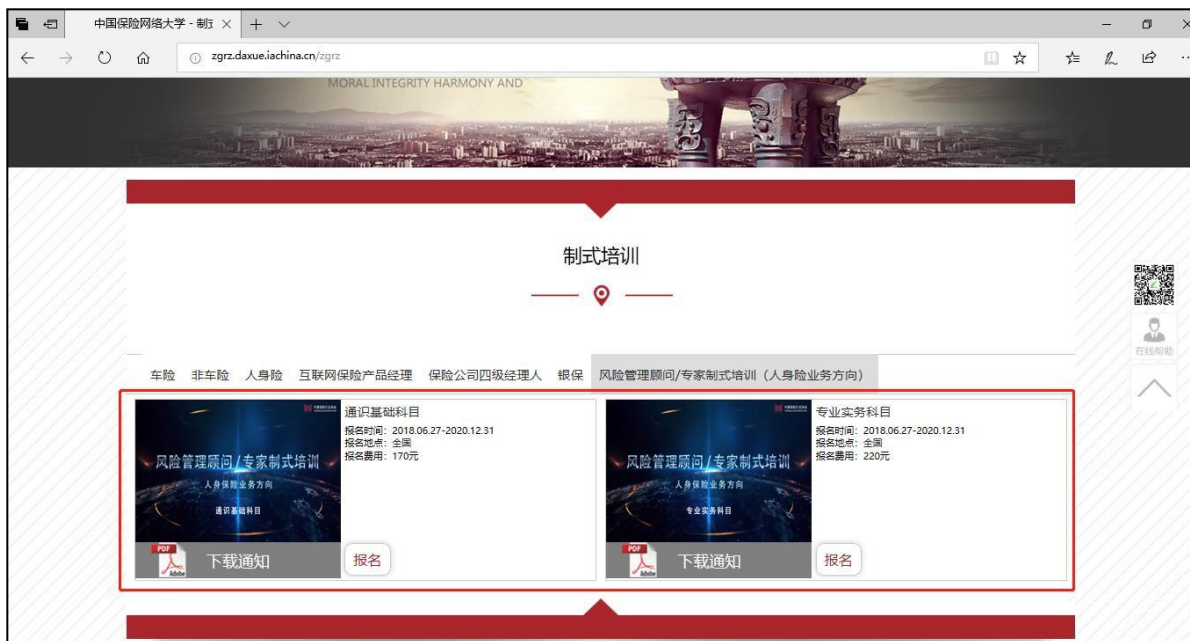 中国保险网络大学 - 制式
zgrz.daxue.iachina.cn/zgrz
MORAL INTEGRITY HARMONY AND
制式培训
在线帮助
车险 非车险 人身险 互联网保险产品经理 保险公司四级经理人 银保 风险管理顾问/专家制式培训（人身险业务方向）
风险管理顾问/专家制式培训
人身保险业务方向
通识基础科目
PDF
Adobe
下载通知
通识基础科目
报名时间：2018.06.27-2020.12.31
报名地点：全国
报名费用：170元
报名
风险管理顾问/专家制式培训
人身保险业务方向
专业实务科目
PDF
Adobe
下载通知
专业实务科目
报名时间：2018.06.27-2020.12.31
报名地点：全国
报名费用：220元
报名